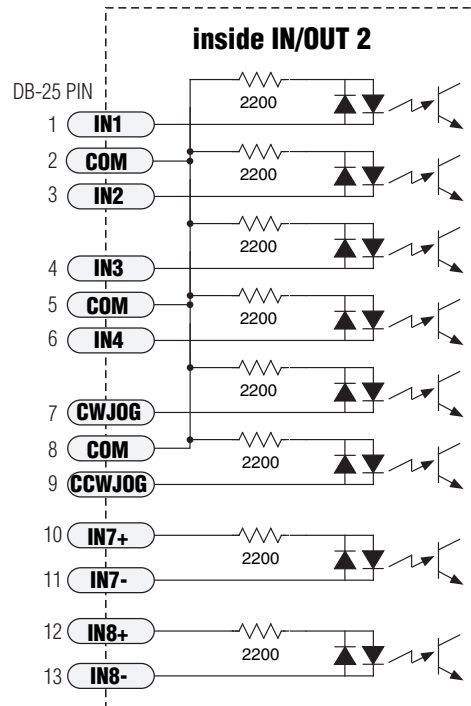 inside IN/OUT 2
DB-25 PIN
2200
1 IN1
2 COM
2200
3 IN2
2200
4 IN3
5 COM
2200
6 IN4
2200
7 CWJOG
8 COM
2200
9 CCWJOG
10 IN7+
2200
11 IN7-
12 IN8+
2200
13 IN8-